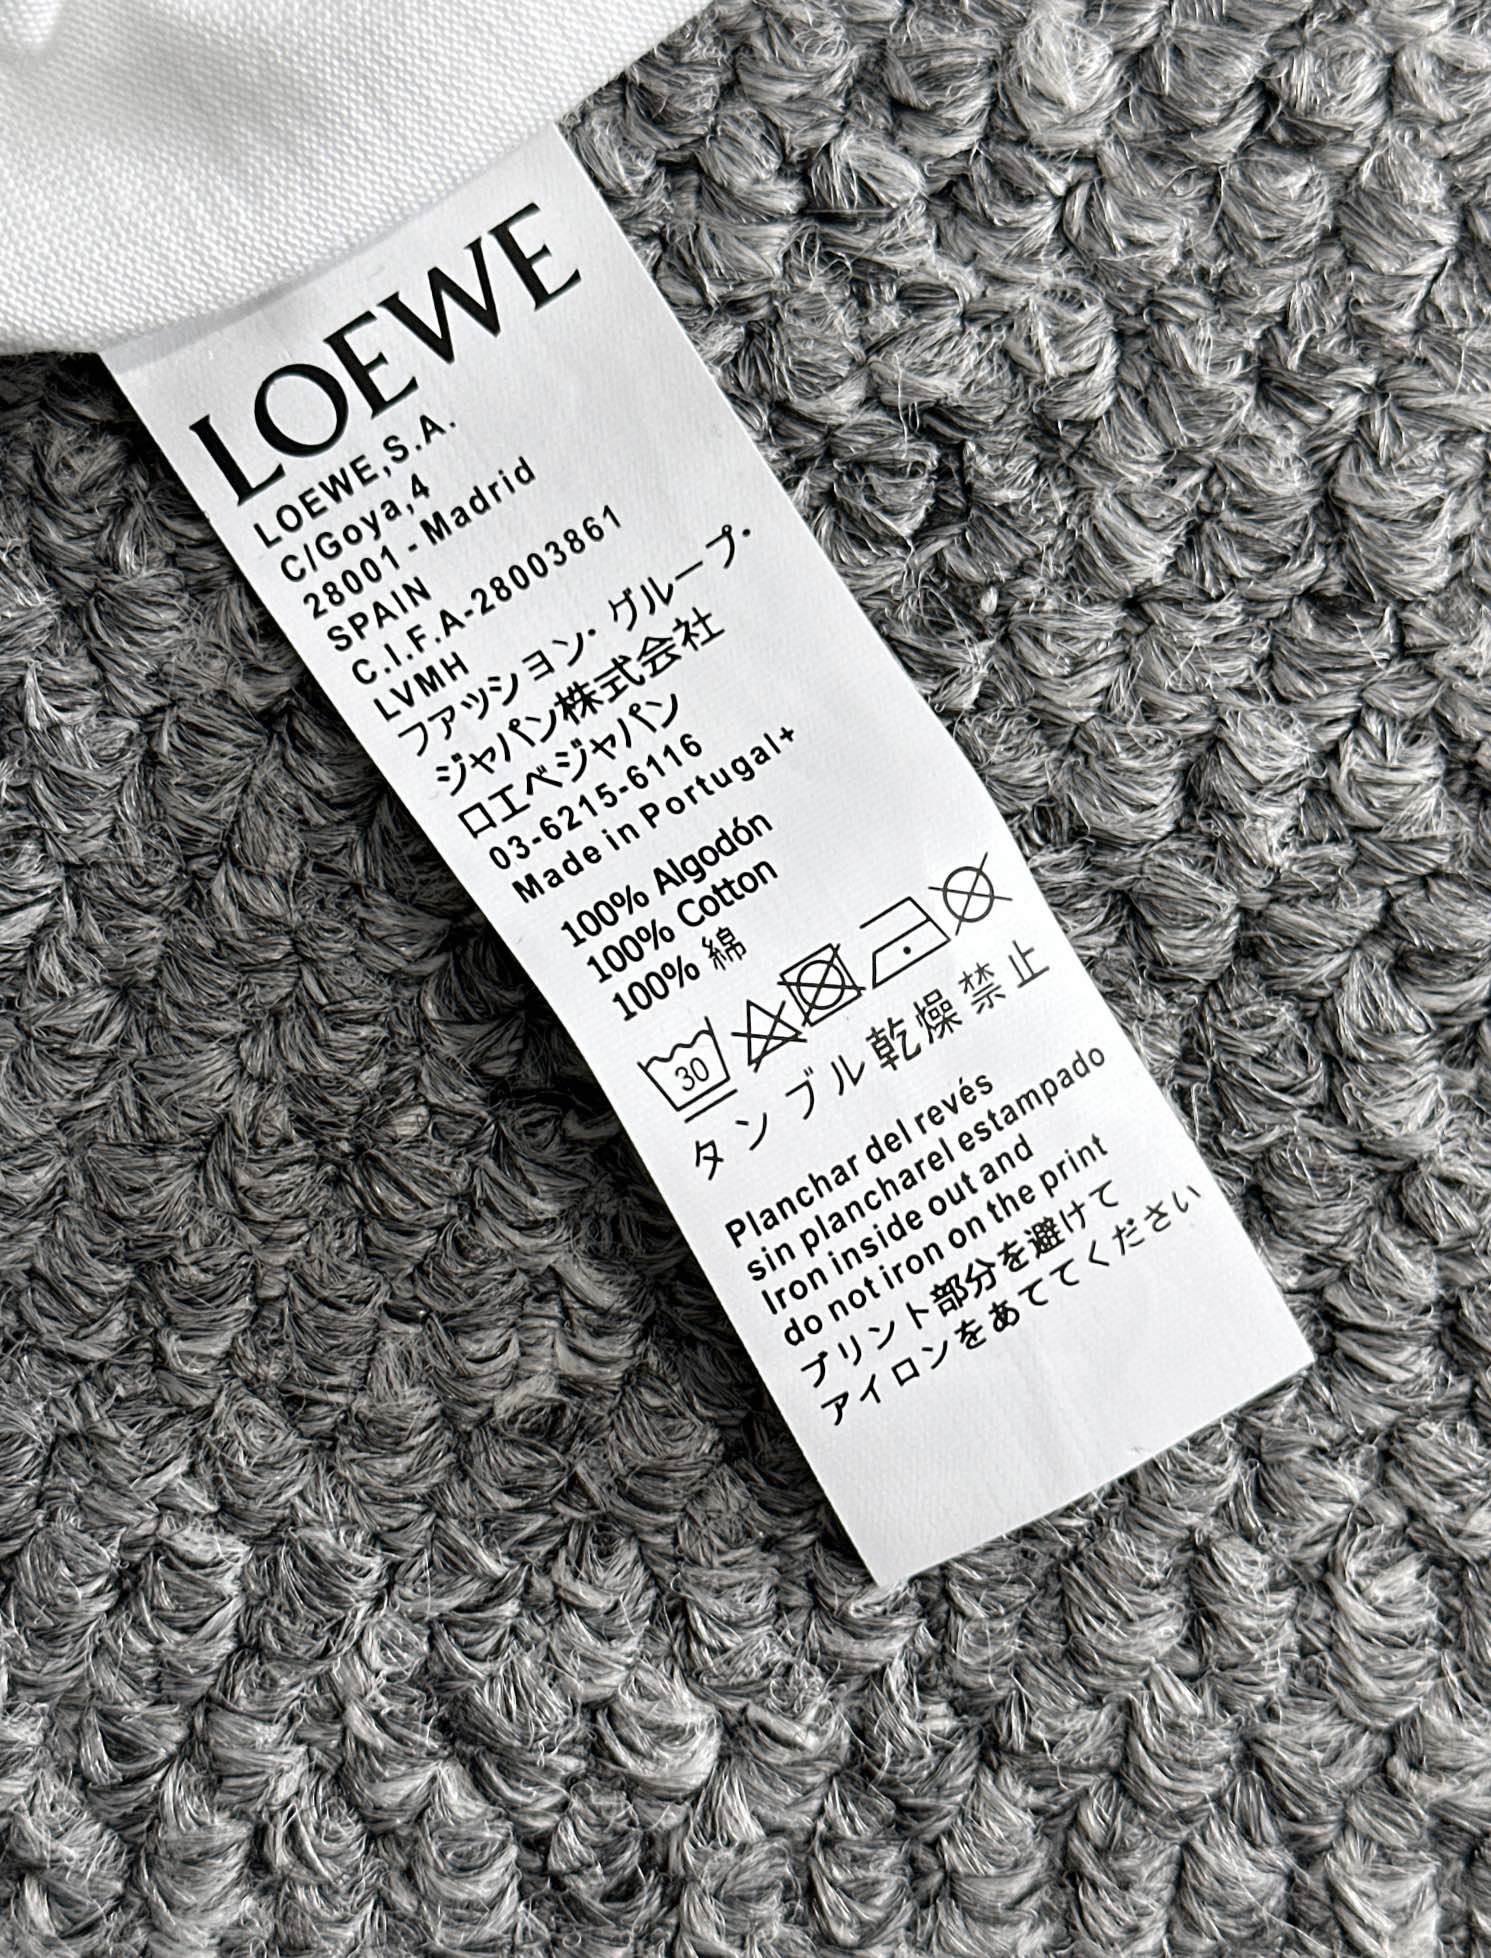 LOEWE
LOEWE,S.A.
C/Goya,4
28001 - Madrid
SPAIN
C.I.F.A-28003861
LVMH
ファッション・グループ・
ジャパン株式会社
ロエベジャパン
03-6215-6116
Made in Portugal+
100% Algodón
100% Cotton
100% 綿
30
タンブル乾燥禁止
Planchar del revés
sin plancharel estampado
Iron inside out and
do not iron on the print
プリント部分を避けて
アイロンをあててください